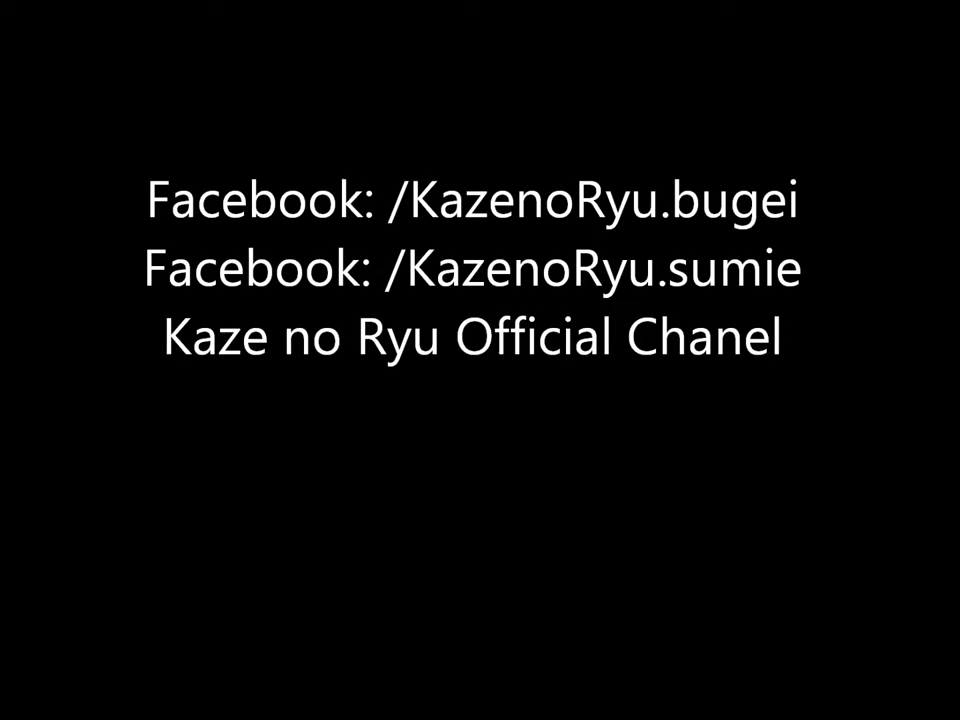 Facebook: /KazenoRyu.bugei
Facebook: /KazenoRyu.sumie
Kaze no Ryu Official Chanel